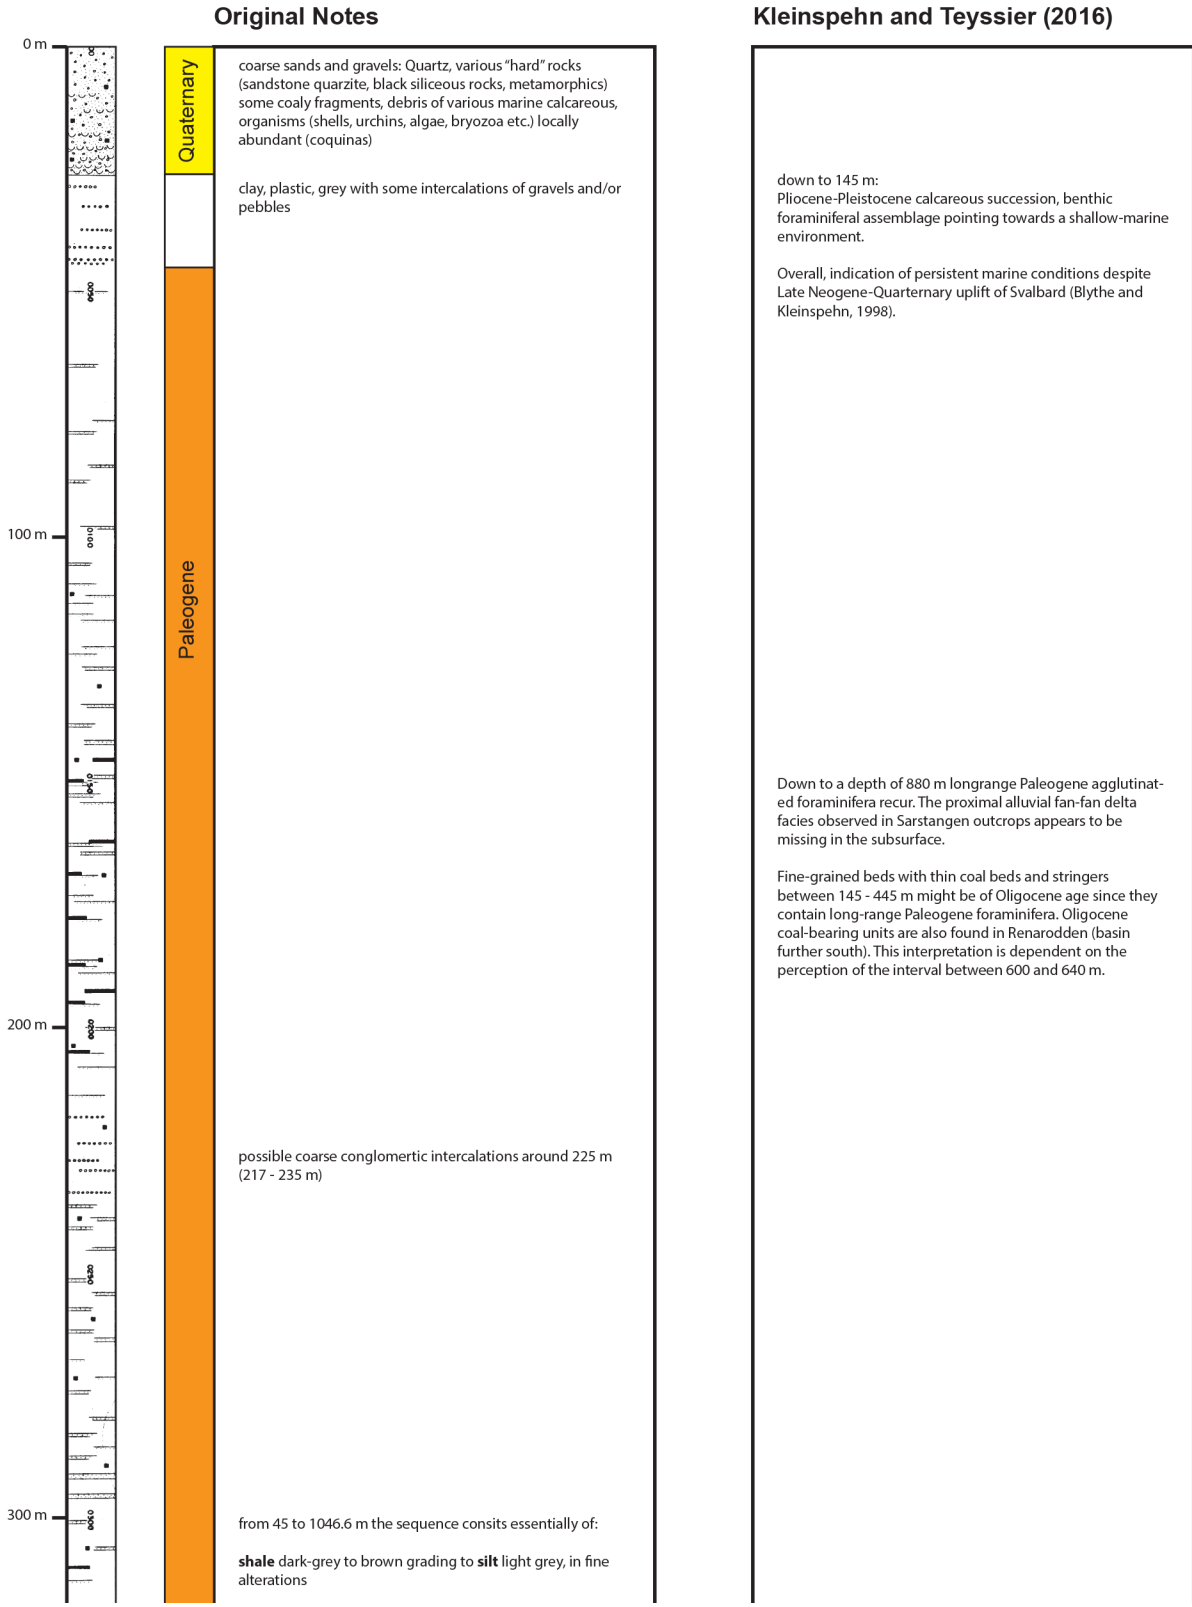 Original Notes
Kleinspehn and Teyssier (2016)
0 m
00
Quaternary
coarse sands and gravels: Quartz, various “hard” rocks
(sandstone quarzite, black siliceous rocks, metamorphics)
some coaly fragments, debris of various marine calcareous,
organisms (shells, urchins, algae, bryozoa etc.) locally
abundant (coquinas)
clay, plastic, grey with some intercalations of gravels and/or
pebbles
down to 145 m:
Pliocene-Pleistocene calcareous succession, benthic
foraminiferal assemblage pointing towards a shallow-marine
environment.
Overall, indication of persistent marine conditions despite
Late Neogene-Quarternary uplift of Svalbard (Blythe and
Kleinspehn, 1998).
0050
100 m
0100
Paleogene
0150
Down to a depth of 880 m longrange Paleogene agglutinat-
ed foraminifera recur. The proximal alluvial fan-fan delta
facies observed in Sarstangen outcrops appears to be
missing in the subsurface.
Fine-grained beds with thin coal beds and stringers
between 145 - 445 m might be of Oligocene age since they
contain long-range Paleogene foraminifera. Oligocene
coal-bearing units are also found in Renarodden (basin
further south). This interpretation is dependent on the
perception of the interval between 600 and 640 m.
200 m
0200
possible coarse conglomertic intercalations around 225 m
(217 - 235 m)
0250
300 m
0300
from 45 to 1046.6 m the sequence consits essentially of:
shale dark-grey to brown grading to silt light grey, in fine
alterations